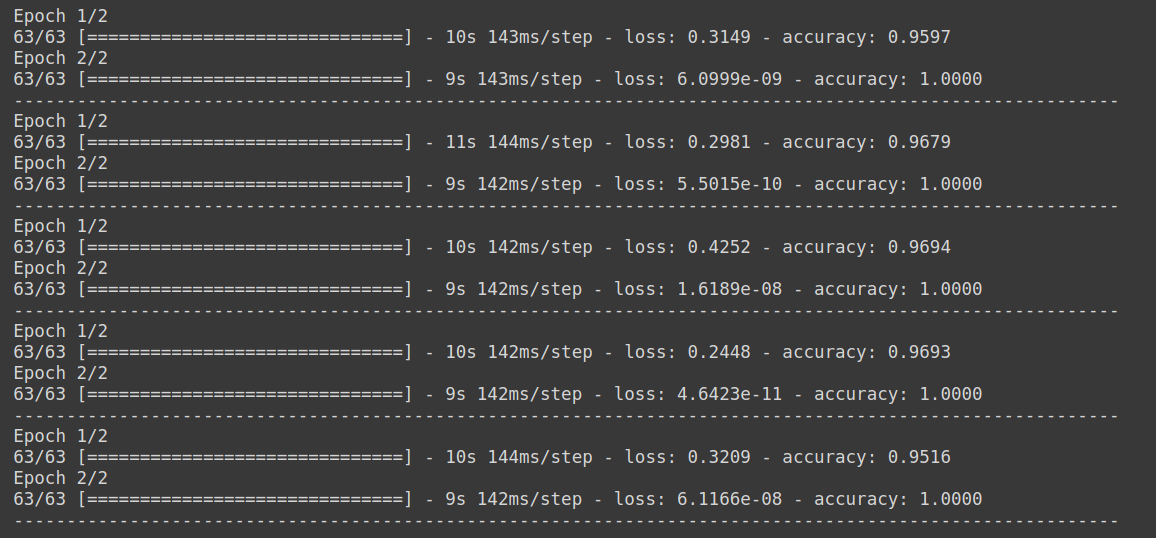 Epoch 1/2
63/63 [==============================] - 10s 143ms/step - loss: 0.3149 - accuracy: 0.9597
Epoch 2/2
63/63 [==============================] - 9s 143ms/step - loss: 6.0999e-09 - accuracy: 1.0000
---------------------------------------------------------------------------------------------------------
Epoch 1/2
63/63 [==============================] - 11s 144ms/step - loss: 0.2981 - accuracy: 0.9679
Epoch 2/2
63/63 [==============================] - 9s 142ms/step - loss: 5.5015e-10 - accuracy: 1.0000
---------------------------------------------------------------------------------------------------------
Epoch 1/2
63/63 [==============================] - 10s 142ms/step - loss: 0.4252 - accuracy: 0.9694
Epoch 2/2
63/63 [==============================] - 9s 142ms/step - loss: 1.6189e-08 - accuracy: 1.0000
---------------------------------------------------------------------------------------------------------
Epoch 1/2
63/63 [==============================] - 10s 142ms/step - loss: 0.2448 - accuracy: 0.9693
Epoch 2/2
63/63 [==============================] - 9s 142ms/step - loss: 4.6423e-11 - accuracy: 1.0000
---------------------------------------------------------------------------------------------------------
Epoch 1/2
63/63 [==============================] - 10s 144ms/step - loss: 0.3209 - accuracy: 0.9516
Epoch 2/2
63/63 [==============================] - 9s 142ms/step - loss: 6.1166e-08 - accuracy: 1.0000
---------------------------------------------------------------------------------------------------------